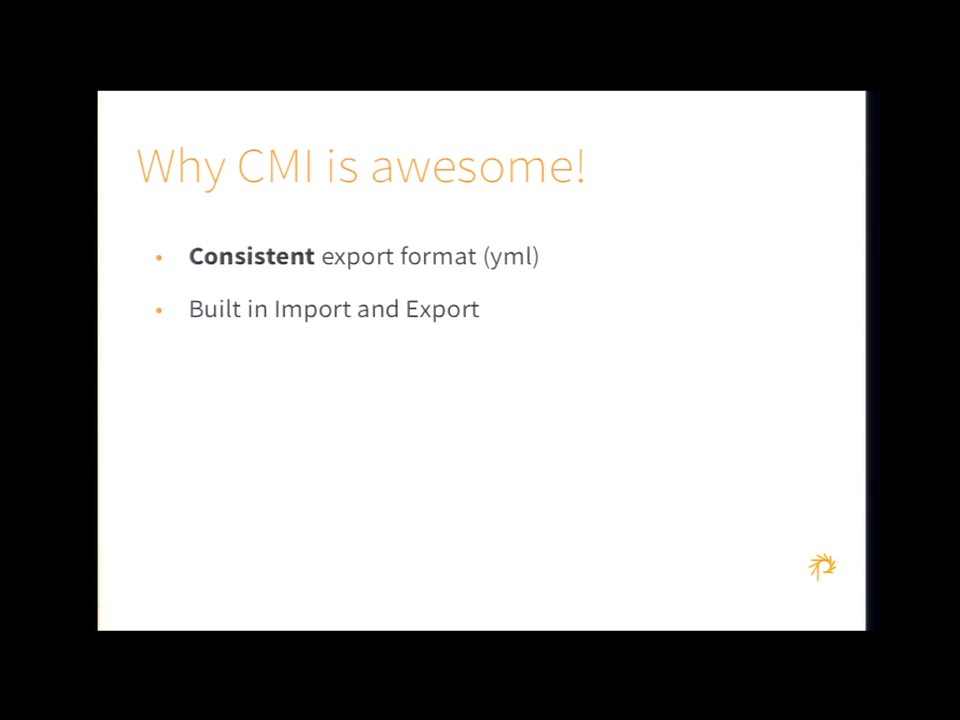 Why CMI is awesome!
• Consistent export format (yml)
• Built in Import and Export